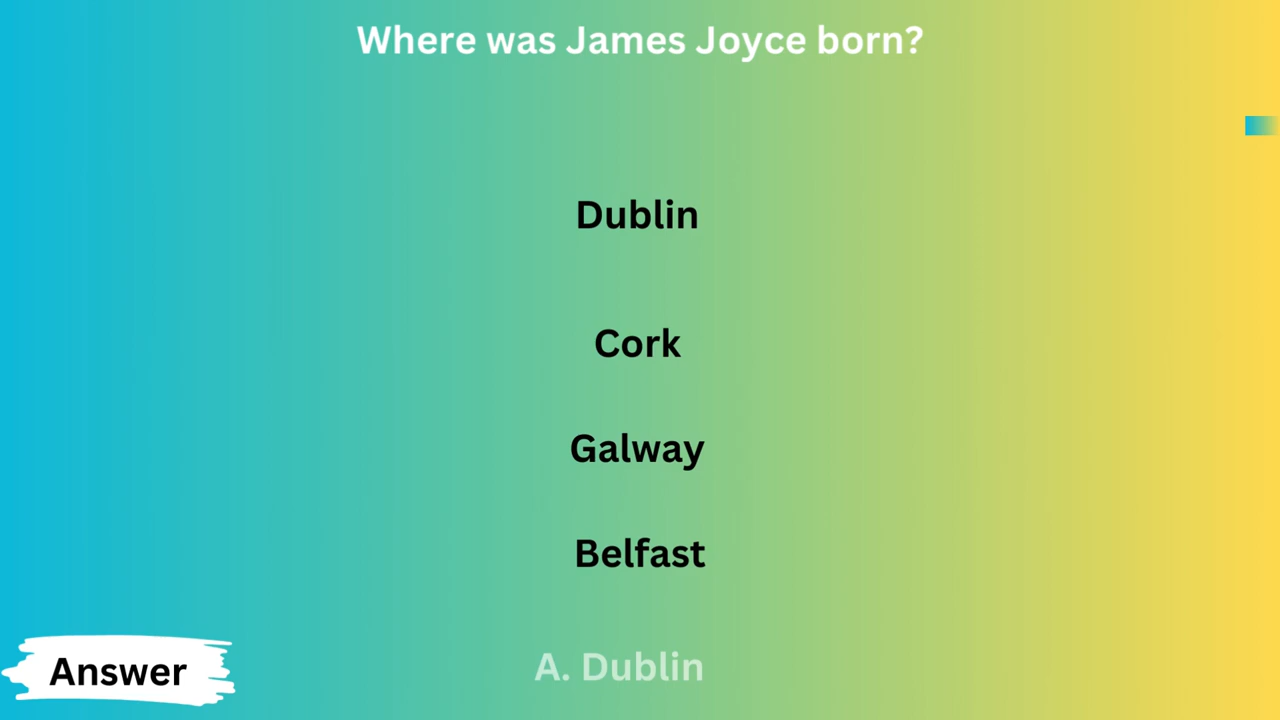 Where was James Joyce born?
Dublin
Cork
Galway
Belfast
Answer
A. Dublin